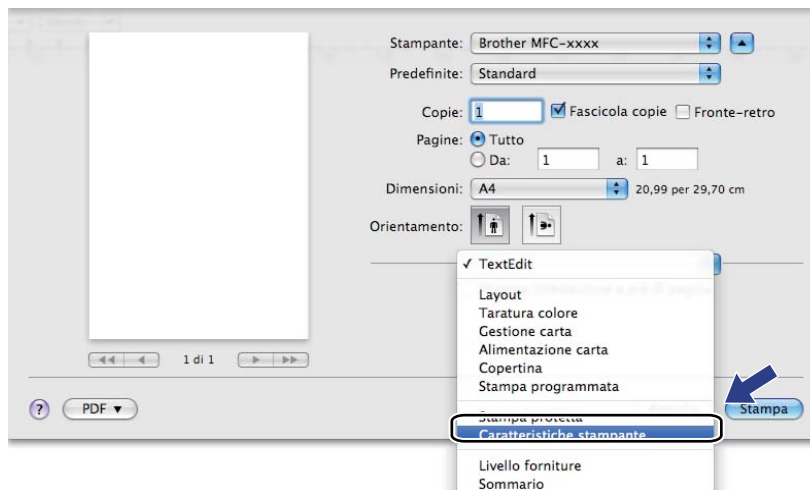 Stampante: Brother MFC-xxxx
Predefinite: Standard
Copie: 1 Fascicola copie Fronte-retro
Pagine: Tutto
Da: 1 a: 1
Dimensioni: A4 20,99 per 29,70 cm
Orientamento:
✓ TextEdit
Layout
Taratura colore
Gestione carta
Alimentazione carta
Copertina
Stampa programmata
Stampa protetta
Caratteristiche stampante
Livello forniture
Sommario
1 di 1
? PDF ▼ Stampa